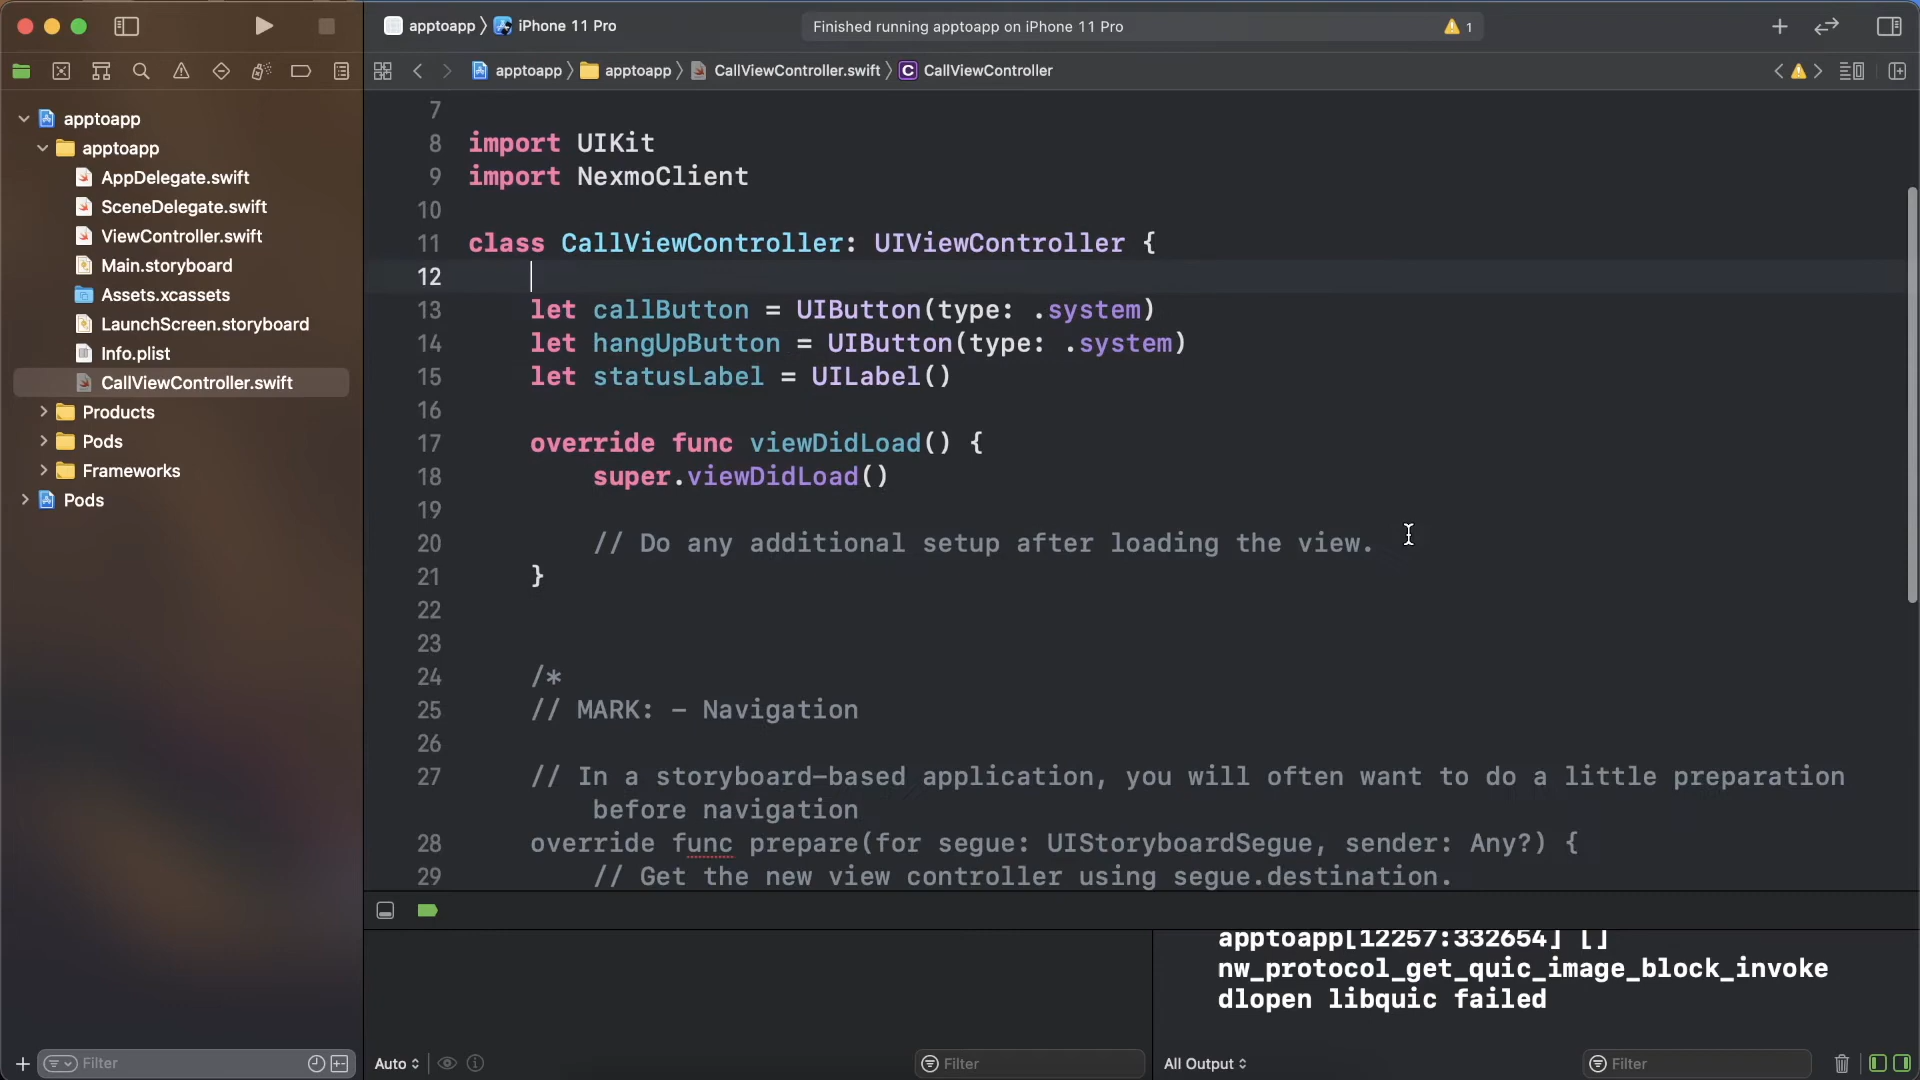 apptoapp 〉 iPhone 11 Pro
Finished running apptoapp on iPhone 11 Pro
1
apptoapp 〉 apptoapp 〉 CallViewController.swift 〉 C CallViewController
apptoapp
apptoapp
AppDelegate.swift
SceneDelegate.swift
ViewController.swift
Main.storyboard
Assets.xcassets
LaunchScreen.storyboard
Info.plist
CallViewController.swift
Products
Pods
Frameworks
Pods
Filter
7
8 import UIKit
9 import NexmoClient
10
11 class CallViewController: UIViewController {
12
13 let callButton = UIButton(type: .system)
14 let hangUpButton = UIButton(type: .system)
15 let statusLabel = UILabel()
16
17 override func viewDidLoad() {
18 super.viewDidLoad()
19
20 // Do any additional setup after loading the view.
21 }
22
23
24 /*
25 // MARK: - Navigation
26
27 // In a storyboard-based application, you will often want to do a little preparation
before navigation
28 override func prepare(for segue: UIStoryboardSegue, sender: Any?) {
29 // Get the new view controller using segue.destination.
apptoapp[12257:332654] []
nw_protocol_get_quic_image_block_invoke
dlopen libquic failed
Auto
Filter
All Output
Filter